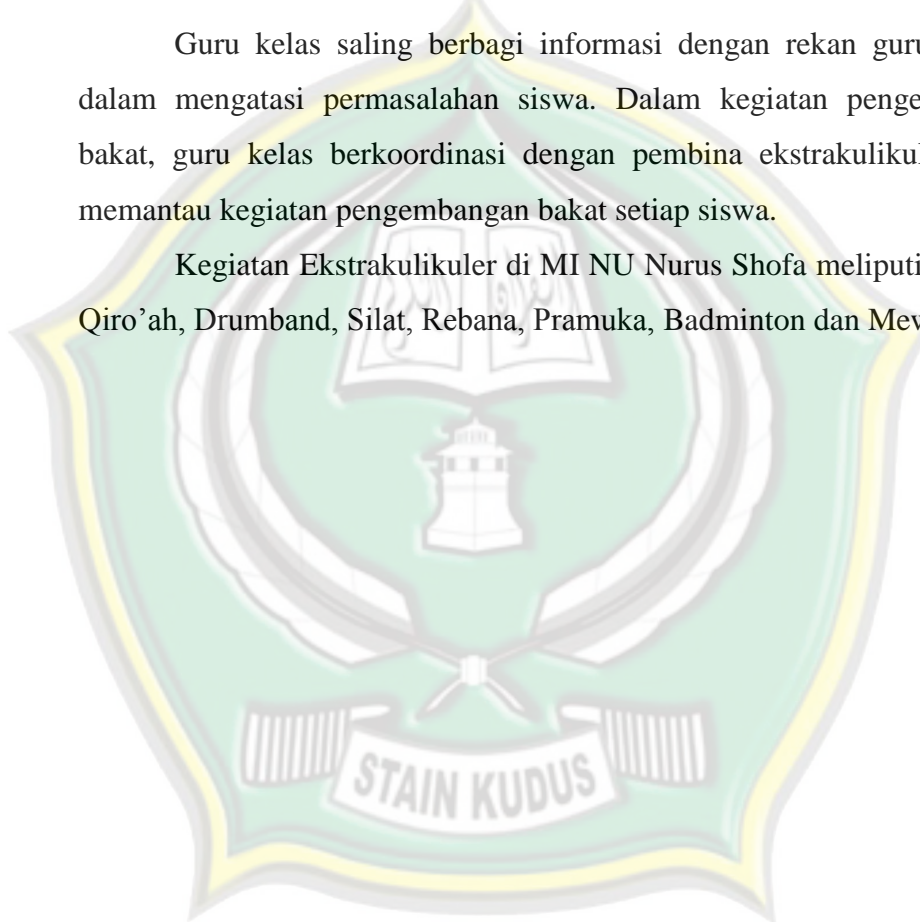 Guru kelas saling berbagi informasi dengan rekan guru
dalam mengatasi permasalahan siswa. Dalam kegiatan
bakat, guru kelas berkoordinasi dengan pembina
memantau kegiatan pengembangan bakat setiap siswa.
Kegiatan Ekstrakulikuler di MI NU Nurus Shofa meliputi
Qiro’ah, Drumband, Silat, Rebana, Pramuka, Badminton dan
STAIN KUDUS